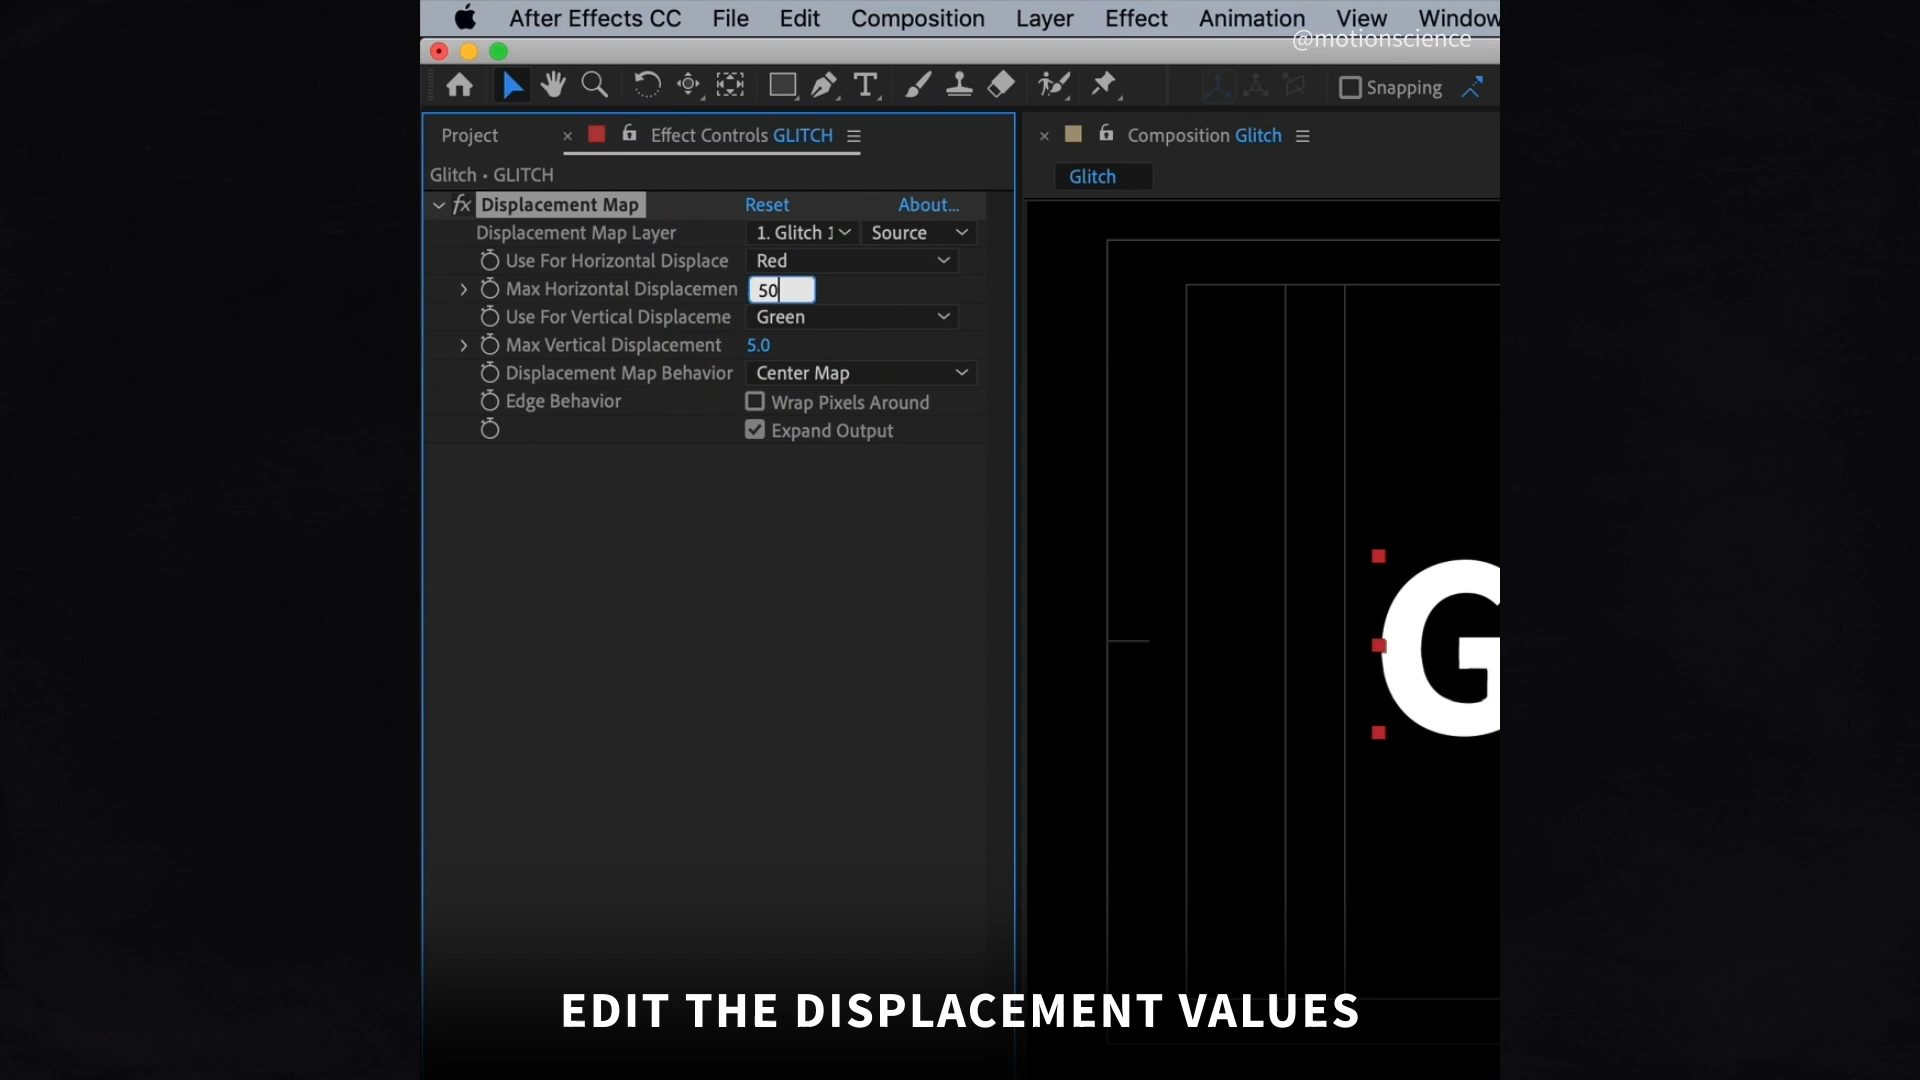 After Effects CC File Edit Composition Layer Effect Animation View Window
@motionscience
Snapping
Project × Effect Controls GLITCH
× Composition Glitch
Glitch • GLITCH
Glitch
fx Displacement Map Reset About...
Displacement Map Layer 1. Glitch 1 Source
Use For Horizontal Displace Red
Max Horizontal Displacemen 50
Use For Vertical Displaceme Green
Max Vertical Displacement 5.0
Displacement Map Behavior Center Map
Edge Behavior Wrap Pixels Around
Expand Output
G
EDIT THE DISPLACEMENT VALUES